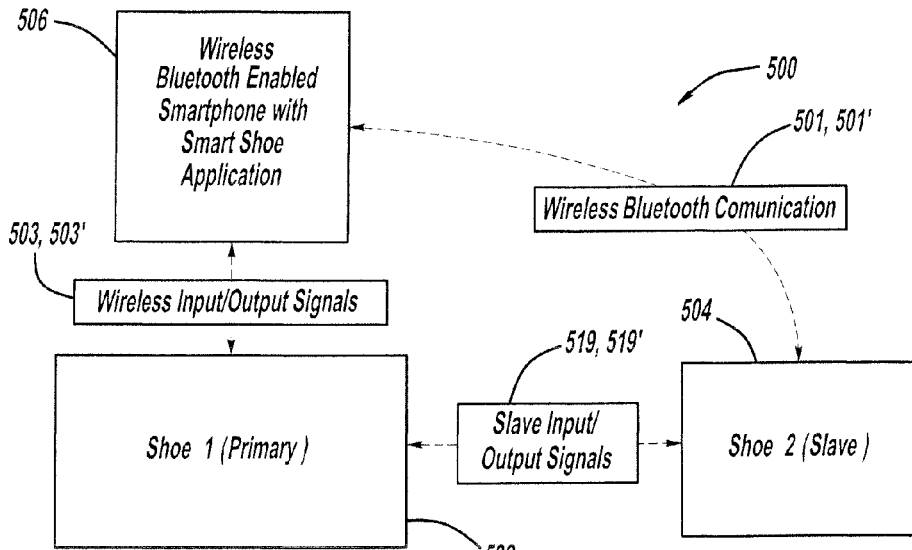 506
Wireless
Bluetooth Enabled
Smartphone with
Smart Shoe
Application
500
501, 501'
Wireless Bluetooth Comunication
503, 503'
Wireless Input/Output Signals
504
519, 519'
Shoe 1 (Primary)
Slave Input/
Output Signals
Shoe 2 (Slave)